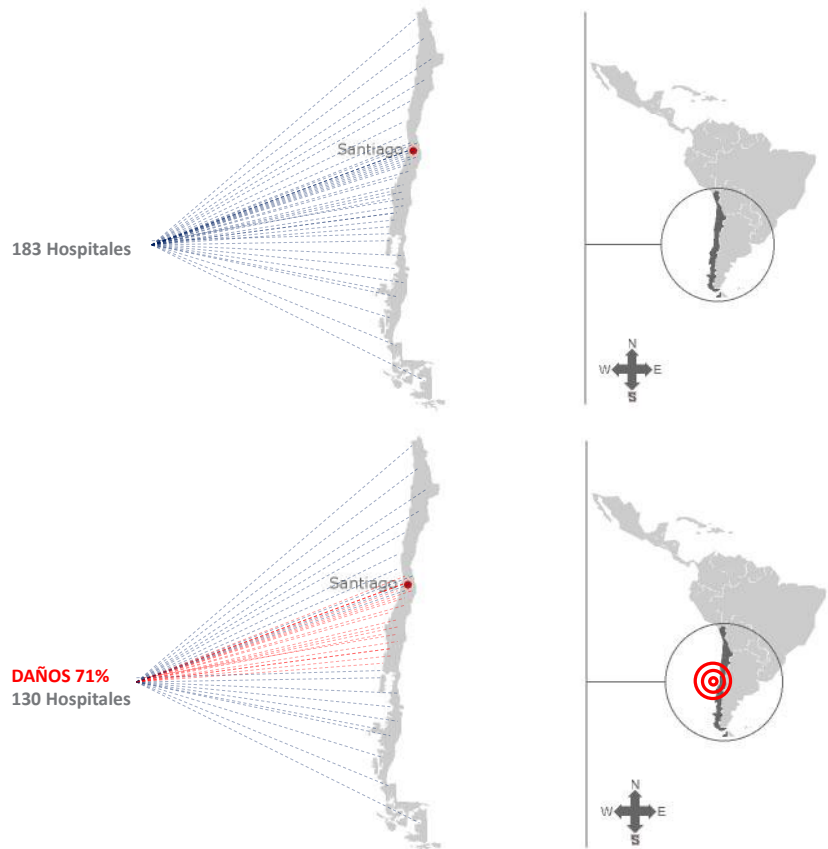 Santiago
183 Hospitales
N
W E
S
Santiago
DAÑOS 71%
130 Hospitales
N
W E
S